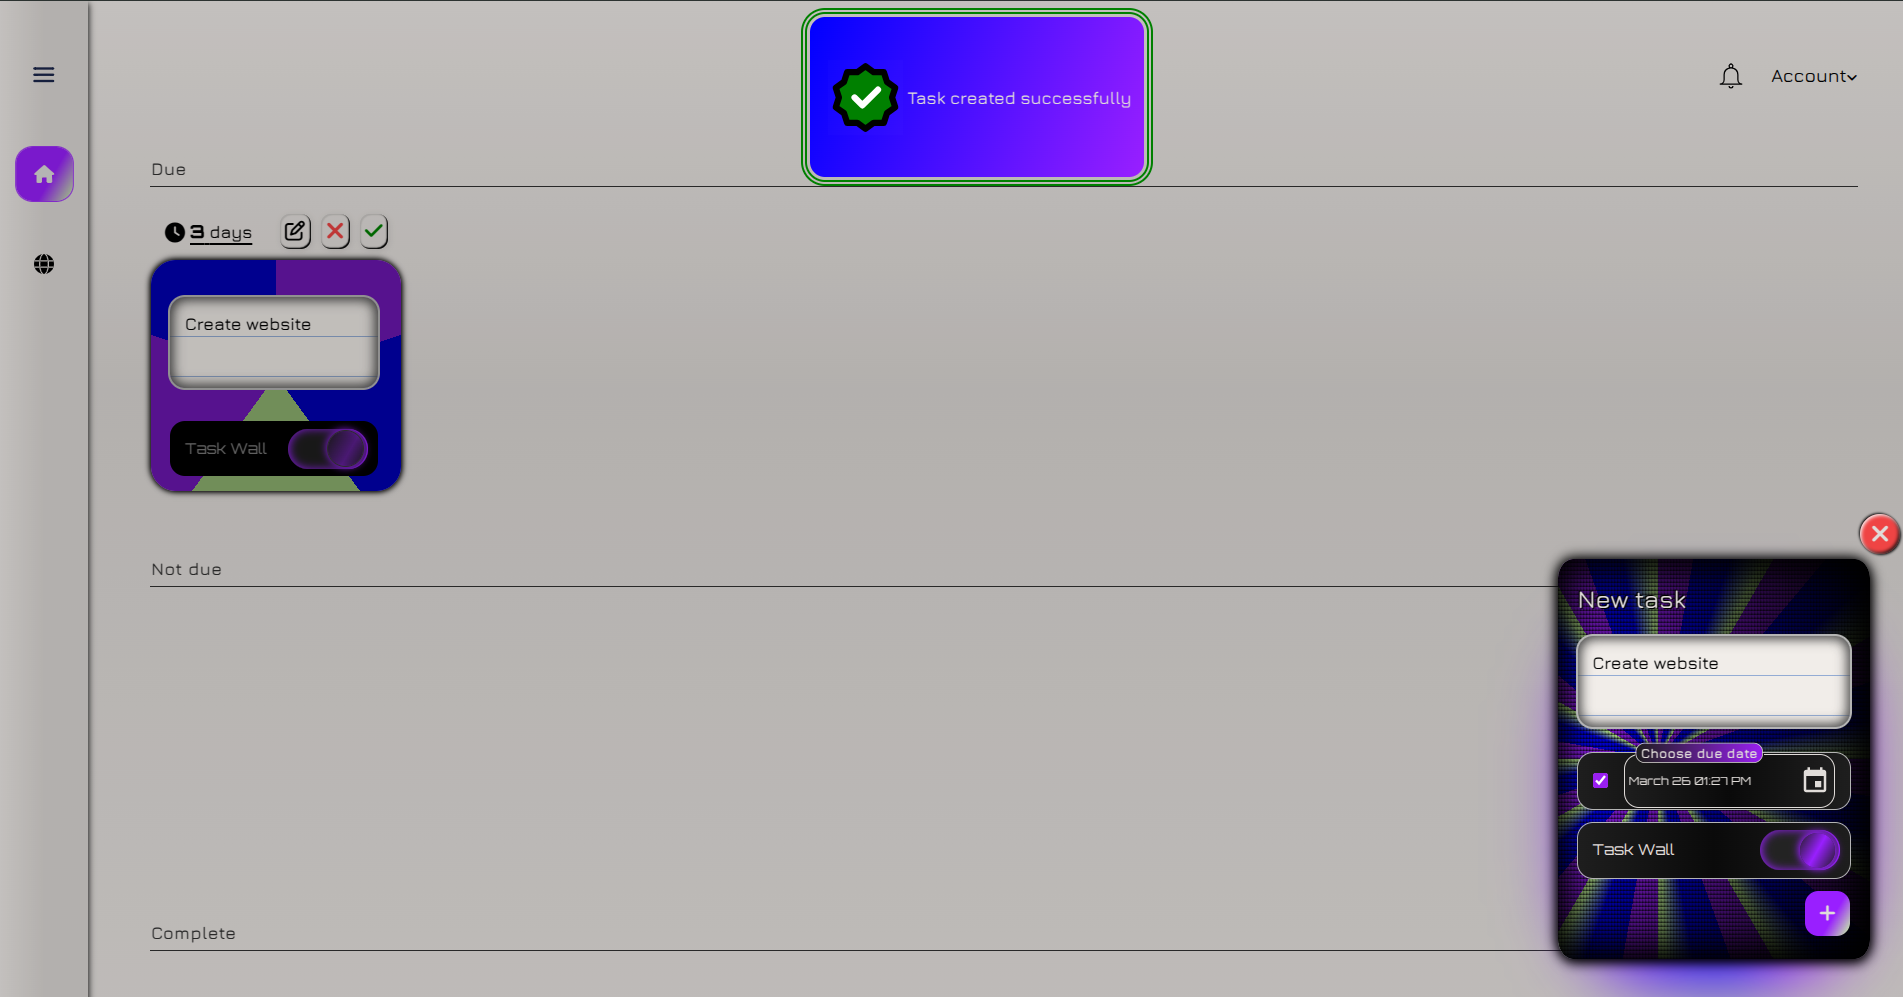 Task created successfully
Account
Due
3 days
Create website
Task Wall
Not due
New task
Create website
Choose due date
March 26 01:27 PM
Task Wall
Complete